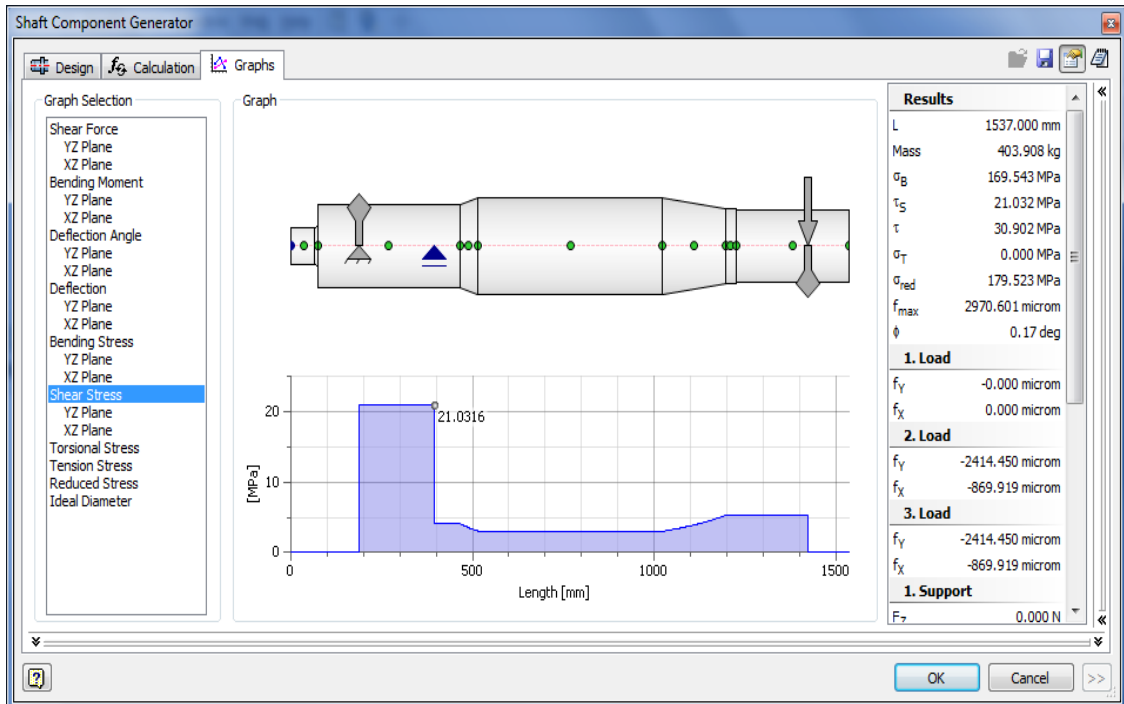 Shaft Component Generator
Design
Calculation
Graphs
Graph Selection
Shear Force
YZ Plane
XZ Plane
Bending Moment
YZ Plane
XZ Plane
Deflection Angle
YZ Plane
XZ Plane
Deflection
YZ Plane
XZ Plane
Bending Stress
YZ Plane
XZ Plane
Shear Stress
YZ Plane
XZ Plane
Torsional Stress
Tension Stress
Reduced Stress
Ideal Diameter
Graph
21.0316
20
10
0
[MPa]
0 500 1000 1500
Length [mm]
Results
L 1537.000 mm
Mass 403.908 kg
σB 169.543 MPa
τS 21.032 MPa
τ 30.902 MPa
σT 0.000 MPa
σred 179.523 MPa
fmax 2970.601 microm
ϕ 0.17 deg
1. Load
fY -0.000 microm
fX 0.000 microm
2. Load
fY -2414.450 microm
fX -869.919 microm
3. Load
fY -2414.450 microm
fX -869.919 microm
1. Support
F7 0.000 N
OK
Cancel
>>